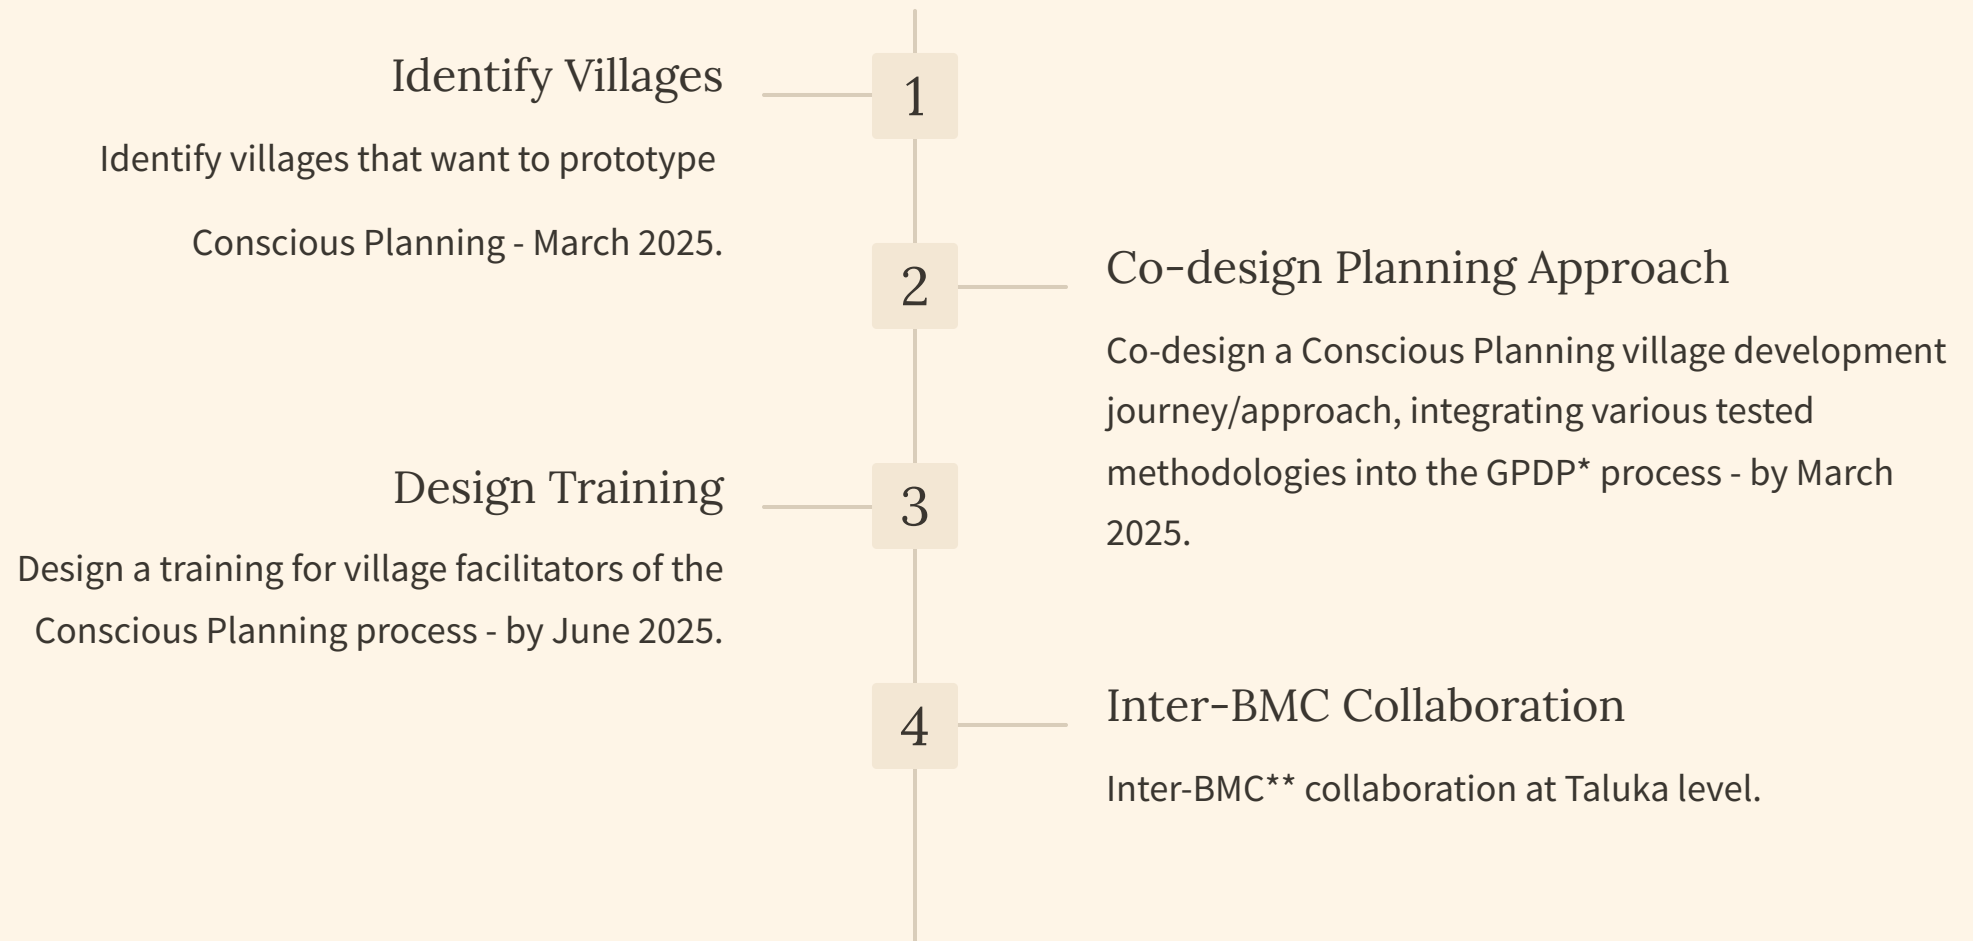 Identify Villages
1
Identify villages that want to prototype
Conscious Planning - March 2025.
2
Co-design Planning Approach
Co-design a Conscious Planning village development
journey/approach, integrating various tested
methodologies into the GPDP* process - by March
2025.
Design Training
3
Design a training for village facilitators of the
Conscious Planning process - by June 2025.
4
Inter-BMC Collaboration
Inter-BMC** collaboration at Taluka level.